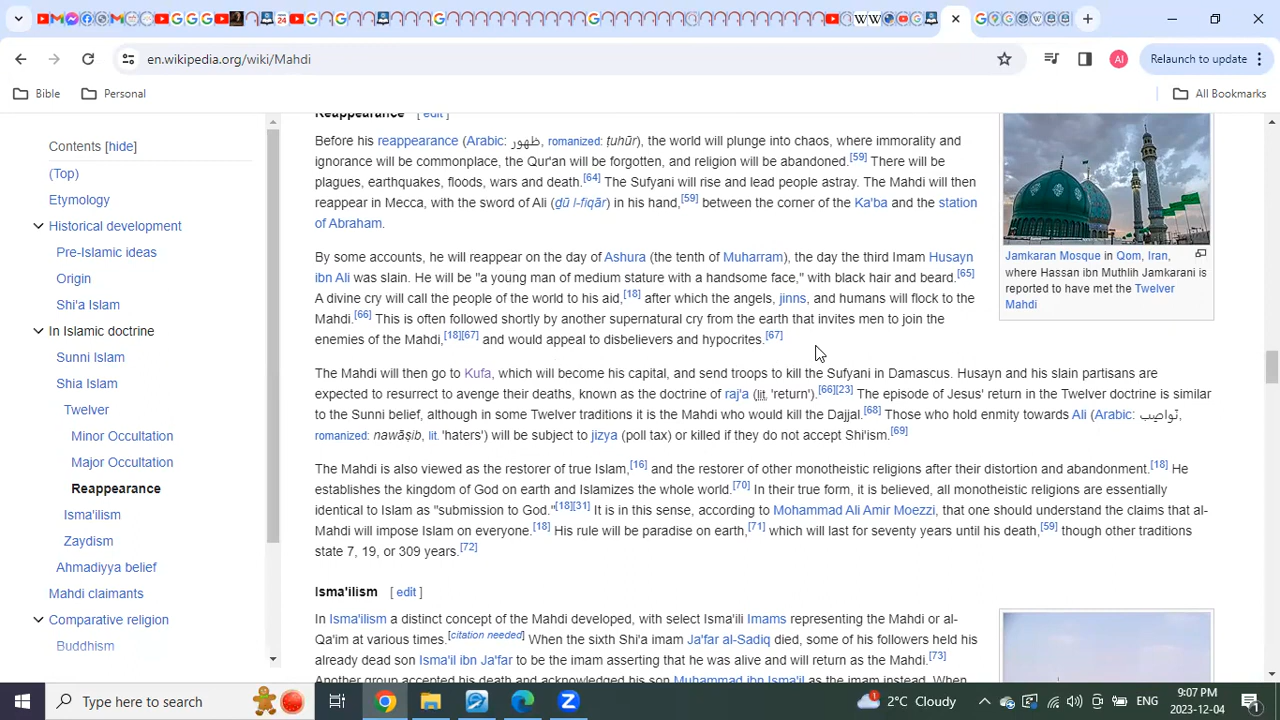 24
W W
AI
en.wikipedia.org/wiki/Mahdi
Relaunch to update
Bible
Personal
All Bookmarks
Contents [hide]
(Top)
Etymology
Historical development
Pre-Islamic ideas
Origin
Shi'a Islam
In Islamic doctrine
Sunni Islam
Shia Islam
Twelver
Minor Occultation
Major Occultation
Reappearance
Isma'ilism
Zaydism
Ahmadiyya belief
Mahdi claimants
Comparative religion
Buddhism
Reappearance [ edit ]
Before his reappearance (Arabic: ظهور, romanized: ṭuhūr), the world will plunge into chaos, where immorality and
ignorance will be commonplace, the Qur'an will be forgotten, and religion will be abandoned.[59] There will be
plagues, earthquakes, floods, wars and death.[64] The Sufyani will rise and lead people astray. The Mahdi will then
reappear in Mecca, with the sword of Ali (ḏū l-fiqār) in his hand,[59] between the corner of the Ka'ba and the station
of Abraham.
By some accounts, he will reappear on the day of Ashura (the tenth of Muharram), the day the third Imam Husayn
ibn Ali was slain. He will be "a young man of medium stature with a handsome face," with black hair and beard.[65]
A divine cry will call the people of the world to his aid,[18] after which the angels, jinns, and humans will flock to the
Mahdi.[66] This is often followed shortly by another supernatural cry from the earth that invites men to join the
enemies of the Mahdi,[18][67] and would appeal to disbelievers and hypocrites.[67]
The Mahdi will then go to Kufa, which will become his capital, and send troops to kill the Sufyani in Damascus. Husayn and his slain partisans are
expected to resurrect to avenge their deaths, known as the doctrine of raj'a (lit. 'return').[66][23] The episode of Jesus' return in the Twelver doctrine is similar
to the Sunni belief, although in some Twelver traditions it is the Mahdi who would kill the Dajjal.[68] Those who hold enmity towards Ali (Arabic: نَواصِب,
romanized: nawāṣib, lit. 'haters') will be subject to jizya (poll tax) or killed if they do not accept Shi'ism.[69]
The Mahdi is also viewed as the restorer of true Islam,[16] and the restorer of other monotheistic religions after their distortion and abandonment.[18] He
establishes the kingdom of God on earth and Islamizes the whole world.[70] In their true form, it is believed, all monotheistic religions are essentially
identical to Islam as "submission to God."[18][31] It is in this sense, according to Mohammad Ali Amir Moezzi, that one should understand the claims that al-
Mahdi will impose Islam on everyone.[18] His rule will be paradise on earth,[71] which will last for seventy years until his death,[59] though other traditions
state 7, 19, or 309 years.[72]
Isma'ilism [ edit ]
In Isma'ilism a distinct concept of the Mahdi developed, with select Isma'ili Imams representing the Mahdi or al-
Qa'im at various times.[citation needed] When the sixth Shi'a imam Ja'far al-Sadiq died, some of his followers held his
already dead son Isma'il ibn Ja'far to be the imam asserting that he was alive and will return as the Mahdi.[73]
Another group accepted his death and acknowledged his son Muhammad ibn Isma'il as the imam instead. When
Jamkaran Mosque in Qom, Iran,
where Hassan ibn Muthlih Jamkarani is
reported to have met the Twelver
Mahdi
Type here to search
1
2°C Cloudy
ENG
9:07 PM
2023-12-04
1